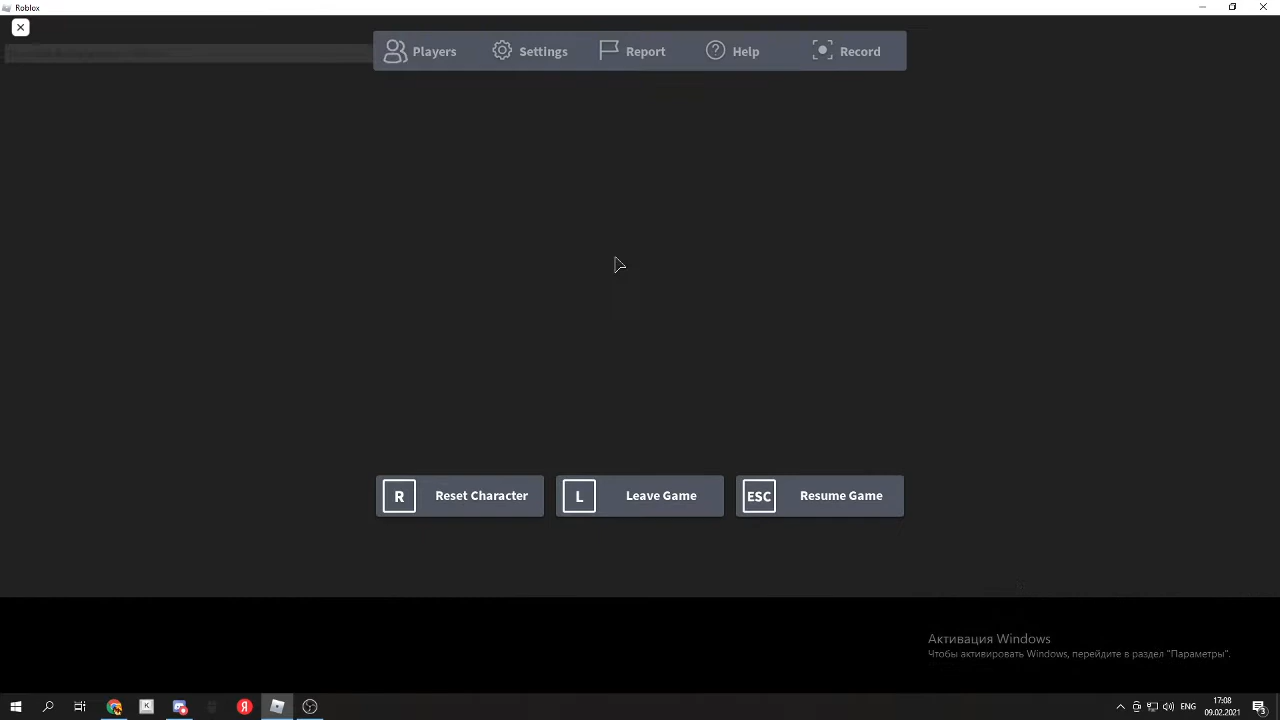 Roblox
Players
Settings
Report
Help
Record
R
Reset Character
L
Leave Game
ESC
Resume Game
Активация Windows
Чтобы активировать Windows, перейдите в раздел "Параметры".
K
Я
ENG
17:08
09.02.2021
3